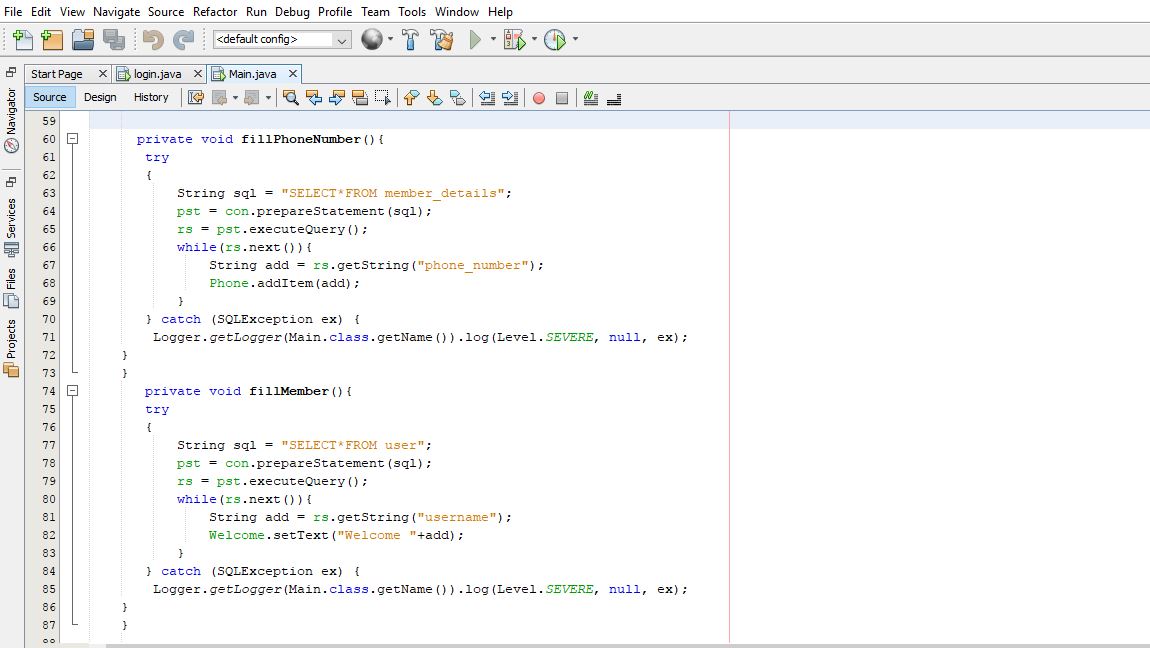 File Edit View Navigate Source Refactor Run Debug Profile Team Tools Window Help
<default config>
Start Page login.java Main.java
Source Design History
Navigator
Services
Files
Projects
59
60 private void fillPhoneNumber(){
61 try
62 {
63 String sql = "SELECT*FROM member_details";
64 pst = con.prepareStatement(sql);
65 rs = pst.executeQuery();
66 while(rs.next()){
67 String add = rs.getString("phone_number");
68 Phone.addItem(add);
69 }
70 } catch (SQLException ex) {
71 Logger.getLogger(Main.class.getName()).log(Level.SEVERE, null, ex);
72 }
73 }
74 private void fillMember(){
75 try
76 {
77 String sql = "SELECT*FROM user";
78 pst = con.prepareStatement(sql);
79 rs = pst.executeQuery();
80 while(rs.next()){
81 String add = rs.getString("username");
82 Welcome.setText("Welcome "+add);
83 }
84 } catch (SQLException ex) {
85 Logger.getLogger(Main.class.getName()).log(Level.SEVERE, null, ex);
86 }
87 }